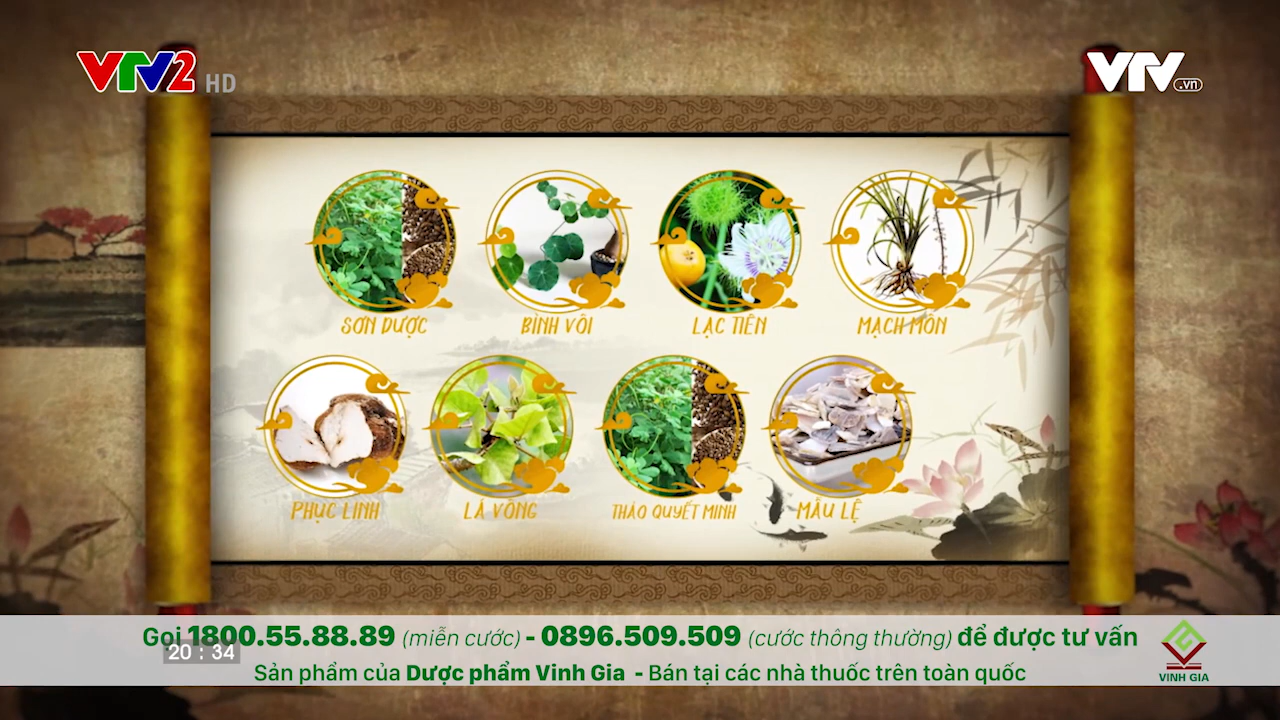 VTV2 HD
VTV.vn
SƠN DƯỢC
BÌNH VÔI
LẠC TIÊN
MẠCH MÔN
PHỤC LINH
LÁ VÔNG
THẢO QUYẾT MINH
MẪU LỆ
Gọi 1800.55.88.89 (miễn cước) - 0896.509.509 (cước thông thường) để được tư vấn
20 : 34
Sản phẩm của Dược phẩm Vinh Gia - Bán tại các nhà thuốc trên toàn quốc
VINH GIA